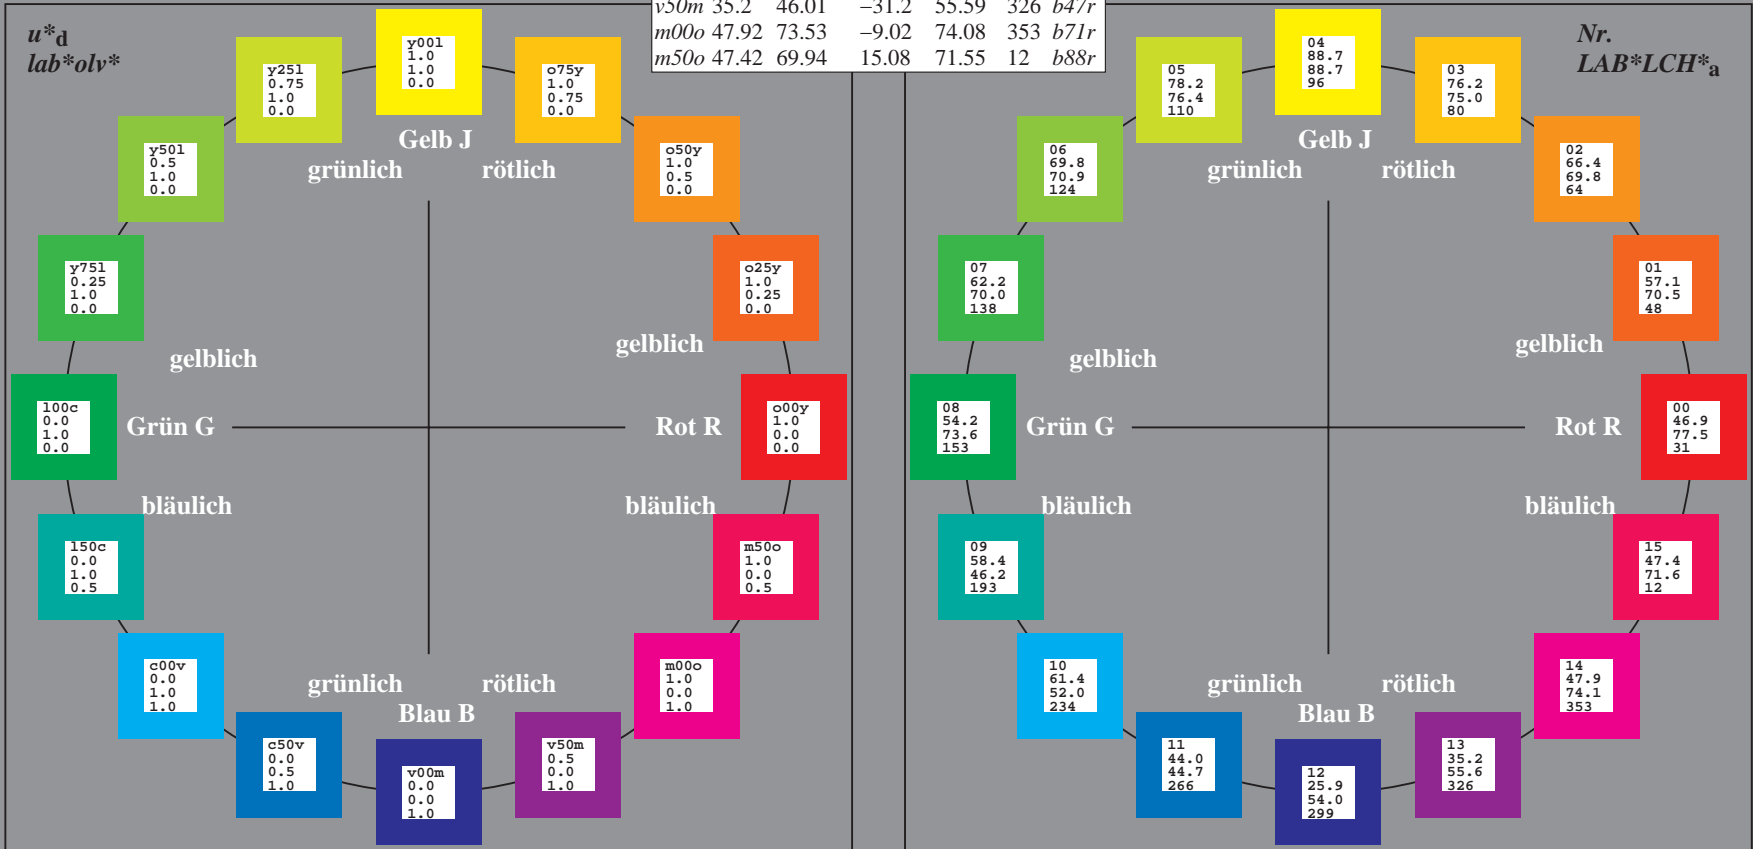 v50m 35.2 46.01 −31.2 55.59 326 b47r
m00o 47.92 73.53 −9.02 74.08 353 b71r
m50o 47.42 69.94 15.08 71.55 12 b88r
u*d
lab*olv*
y00l
1.0
1.0
0.0
y25l
0.75
1.0
0.0
o75y
1.0
0.75
0.0
y50l
0.5
1.0
0.0
o50y
1.0
0.5
0.0
y75l
0.25
1.0
0.0
o25y
1.0
0.25
0.0
l00c
0.0
1.0
0.0
o00y
1.0
0.0
0.0
l50c
0.0
1.0
0.5
m50o
1.0
0.0
0.5
c00v
0.0
1.0
1.0
m00o
1.0
0.0
1.0
c50v
0.0
0.5
1.0
v50m
0.5
0.0
1.0
v00m
0.0
0.0
1.0
Gelb J
grünlich rötlich
gelblich
gelblich
Grün G
Rot R
bläulich
bläulich
grünlich rötlich
Blau B
Nr.
LAB*LCH*a
04
88.7
88.7
96
05
78.2
76.4
110
03
76.2
75.0
80
06
69.8
70.9
124
02
66.4
69.8
64
07
62.2
70.0
138
01
57.1
70.5
48
08
54.2
73.6
153
00
46.9
77.5
31
09
58.4
46.2
193
15
47.4
71.6
12
10
61.4
52.0
234
14
47.9
74.1
353
11
44.0
44.7
266
13
35.2
55.6
326
12
25.9
54.0
299
Gelb J
grünlich rötlich
gelblich
gelblich
Grün G
Rot R
bläulich
bläulich
grünlich rötlich
Blau B